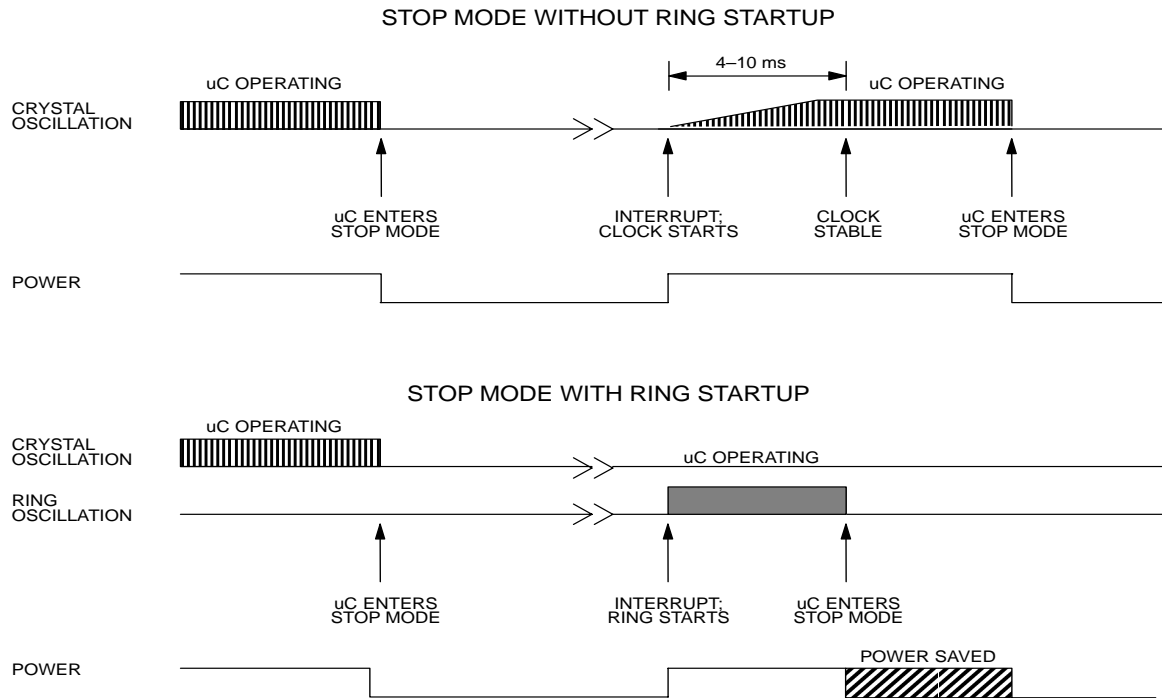 STOP MODE WITHOUT RING STARTUP
4–10 ms
uC OPERATING
uC OPERATING
CRYSTAL
OSCILLATION
uC ENTERS
STOP MODE
INTERRUPT;
CLOCK STARTS
CLOCK
STABLE
uC ENTERS
STOP MODE
POWER
STOP MODE WITH RING STARTUP
uC OPERATING
CRYSTAL
OSCILLATION
uC OPERATING
RING
OSCILLATION
uC ENTERS
STOP MODE
INTERRUPT;
RING STARTS
uC ENTERS
STOP MODE
POWER SAVED
POWER